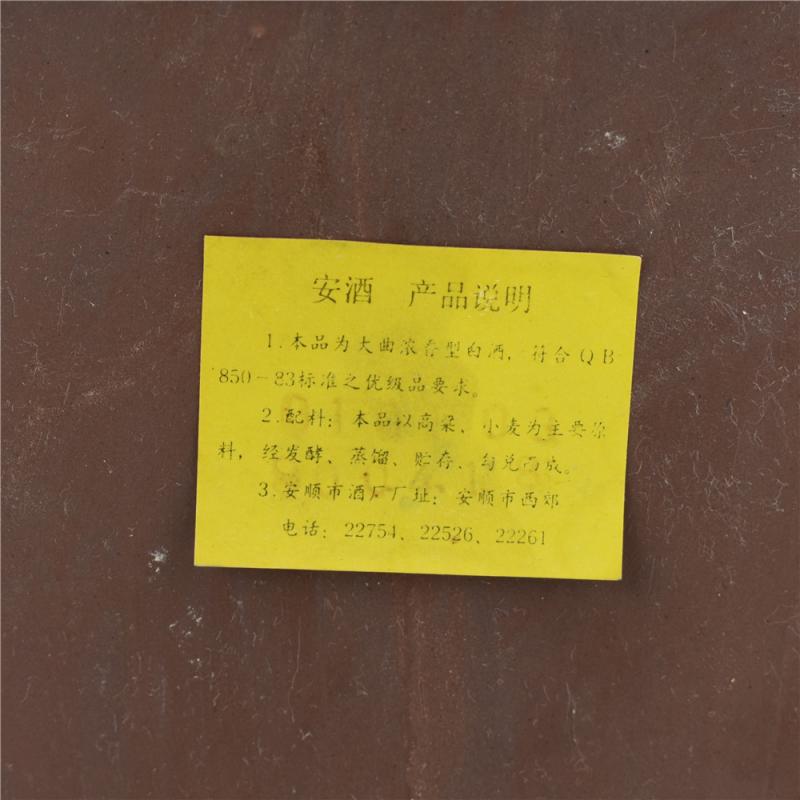 安酒 产品说明
1.本品为大曲浓香型白酒，符合QB
850-83标准之优级品要求。
2.配料：本品以高粱、小麦为主要原
料，经发酵、蒸馏、贮存、勾兑而成。
3.安顺市酒厂厂址：安顺市西郊
电话：22754、22526、22261